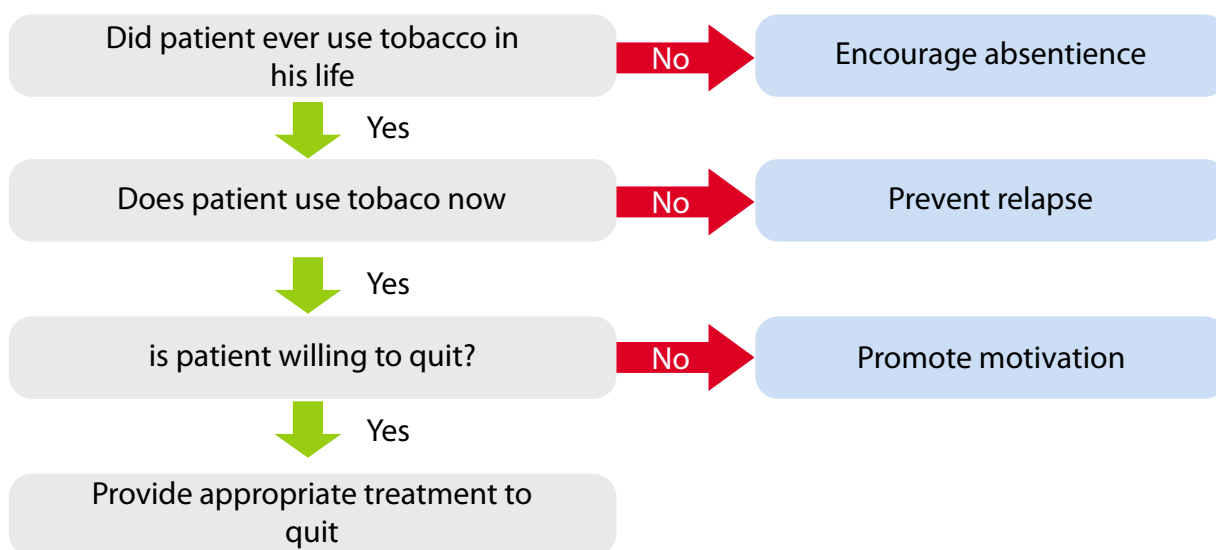 Did patient ever use tobacco in
his life
No
Encourage absentience
Yes
Does patient use tobaco now
No
Prevent relapse
Yes
is patient willing to quit?
No
Promote motivation
Yes
Provide appropriate treatment to
quit